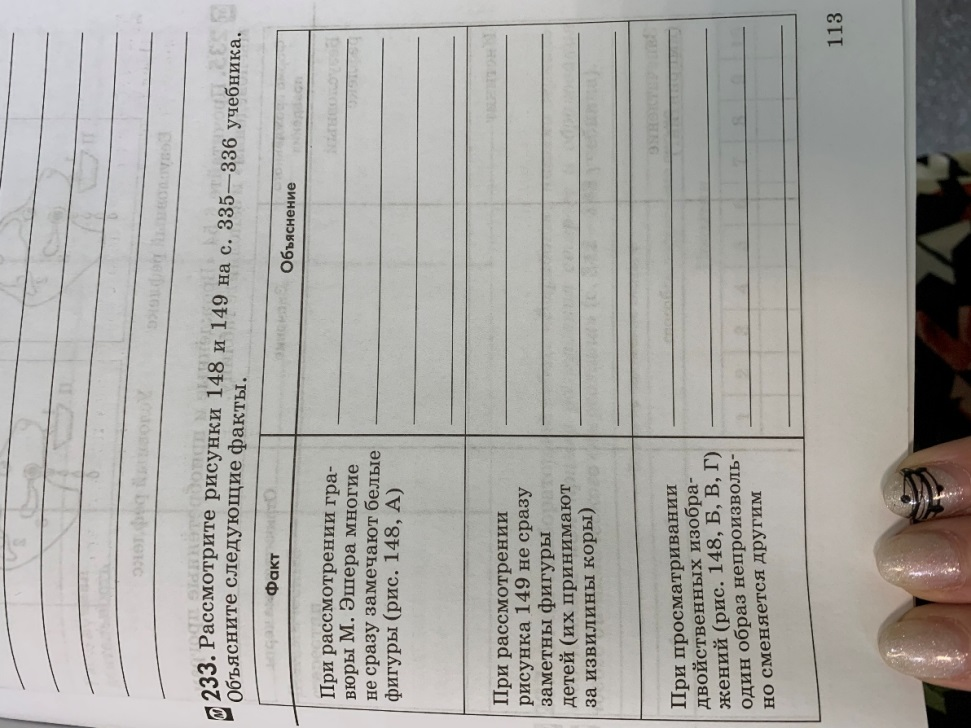 233. Рассмотрите рисунки 148 и 149 на с. 335—336 учебника.
Объясните следующие факты.
Факт
Объяснение
При рассмотрении гра-
вюры М. Эшера многие
не сразу замечают белые
фигуры (рис. 148, А)
При рассмотрении
рисунка 149 не сразу
заметны фигуры
детей (их принимают
за извилины коры)
При просматривании
двойственных изобра-
жений (рис. 148, Б, В, Г)
один образ непроизволь-
но сменяется другим
113